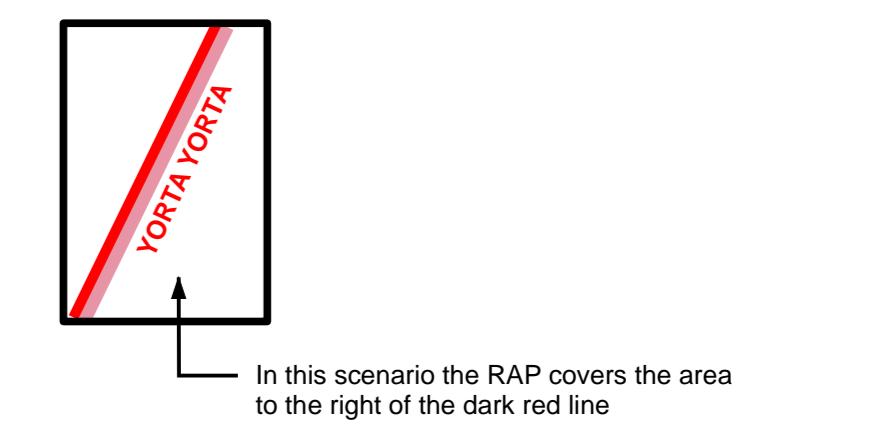 YORTA YORTA
In this scenario the RAP covers the area
to the right of the dark red line